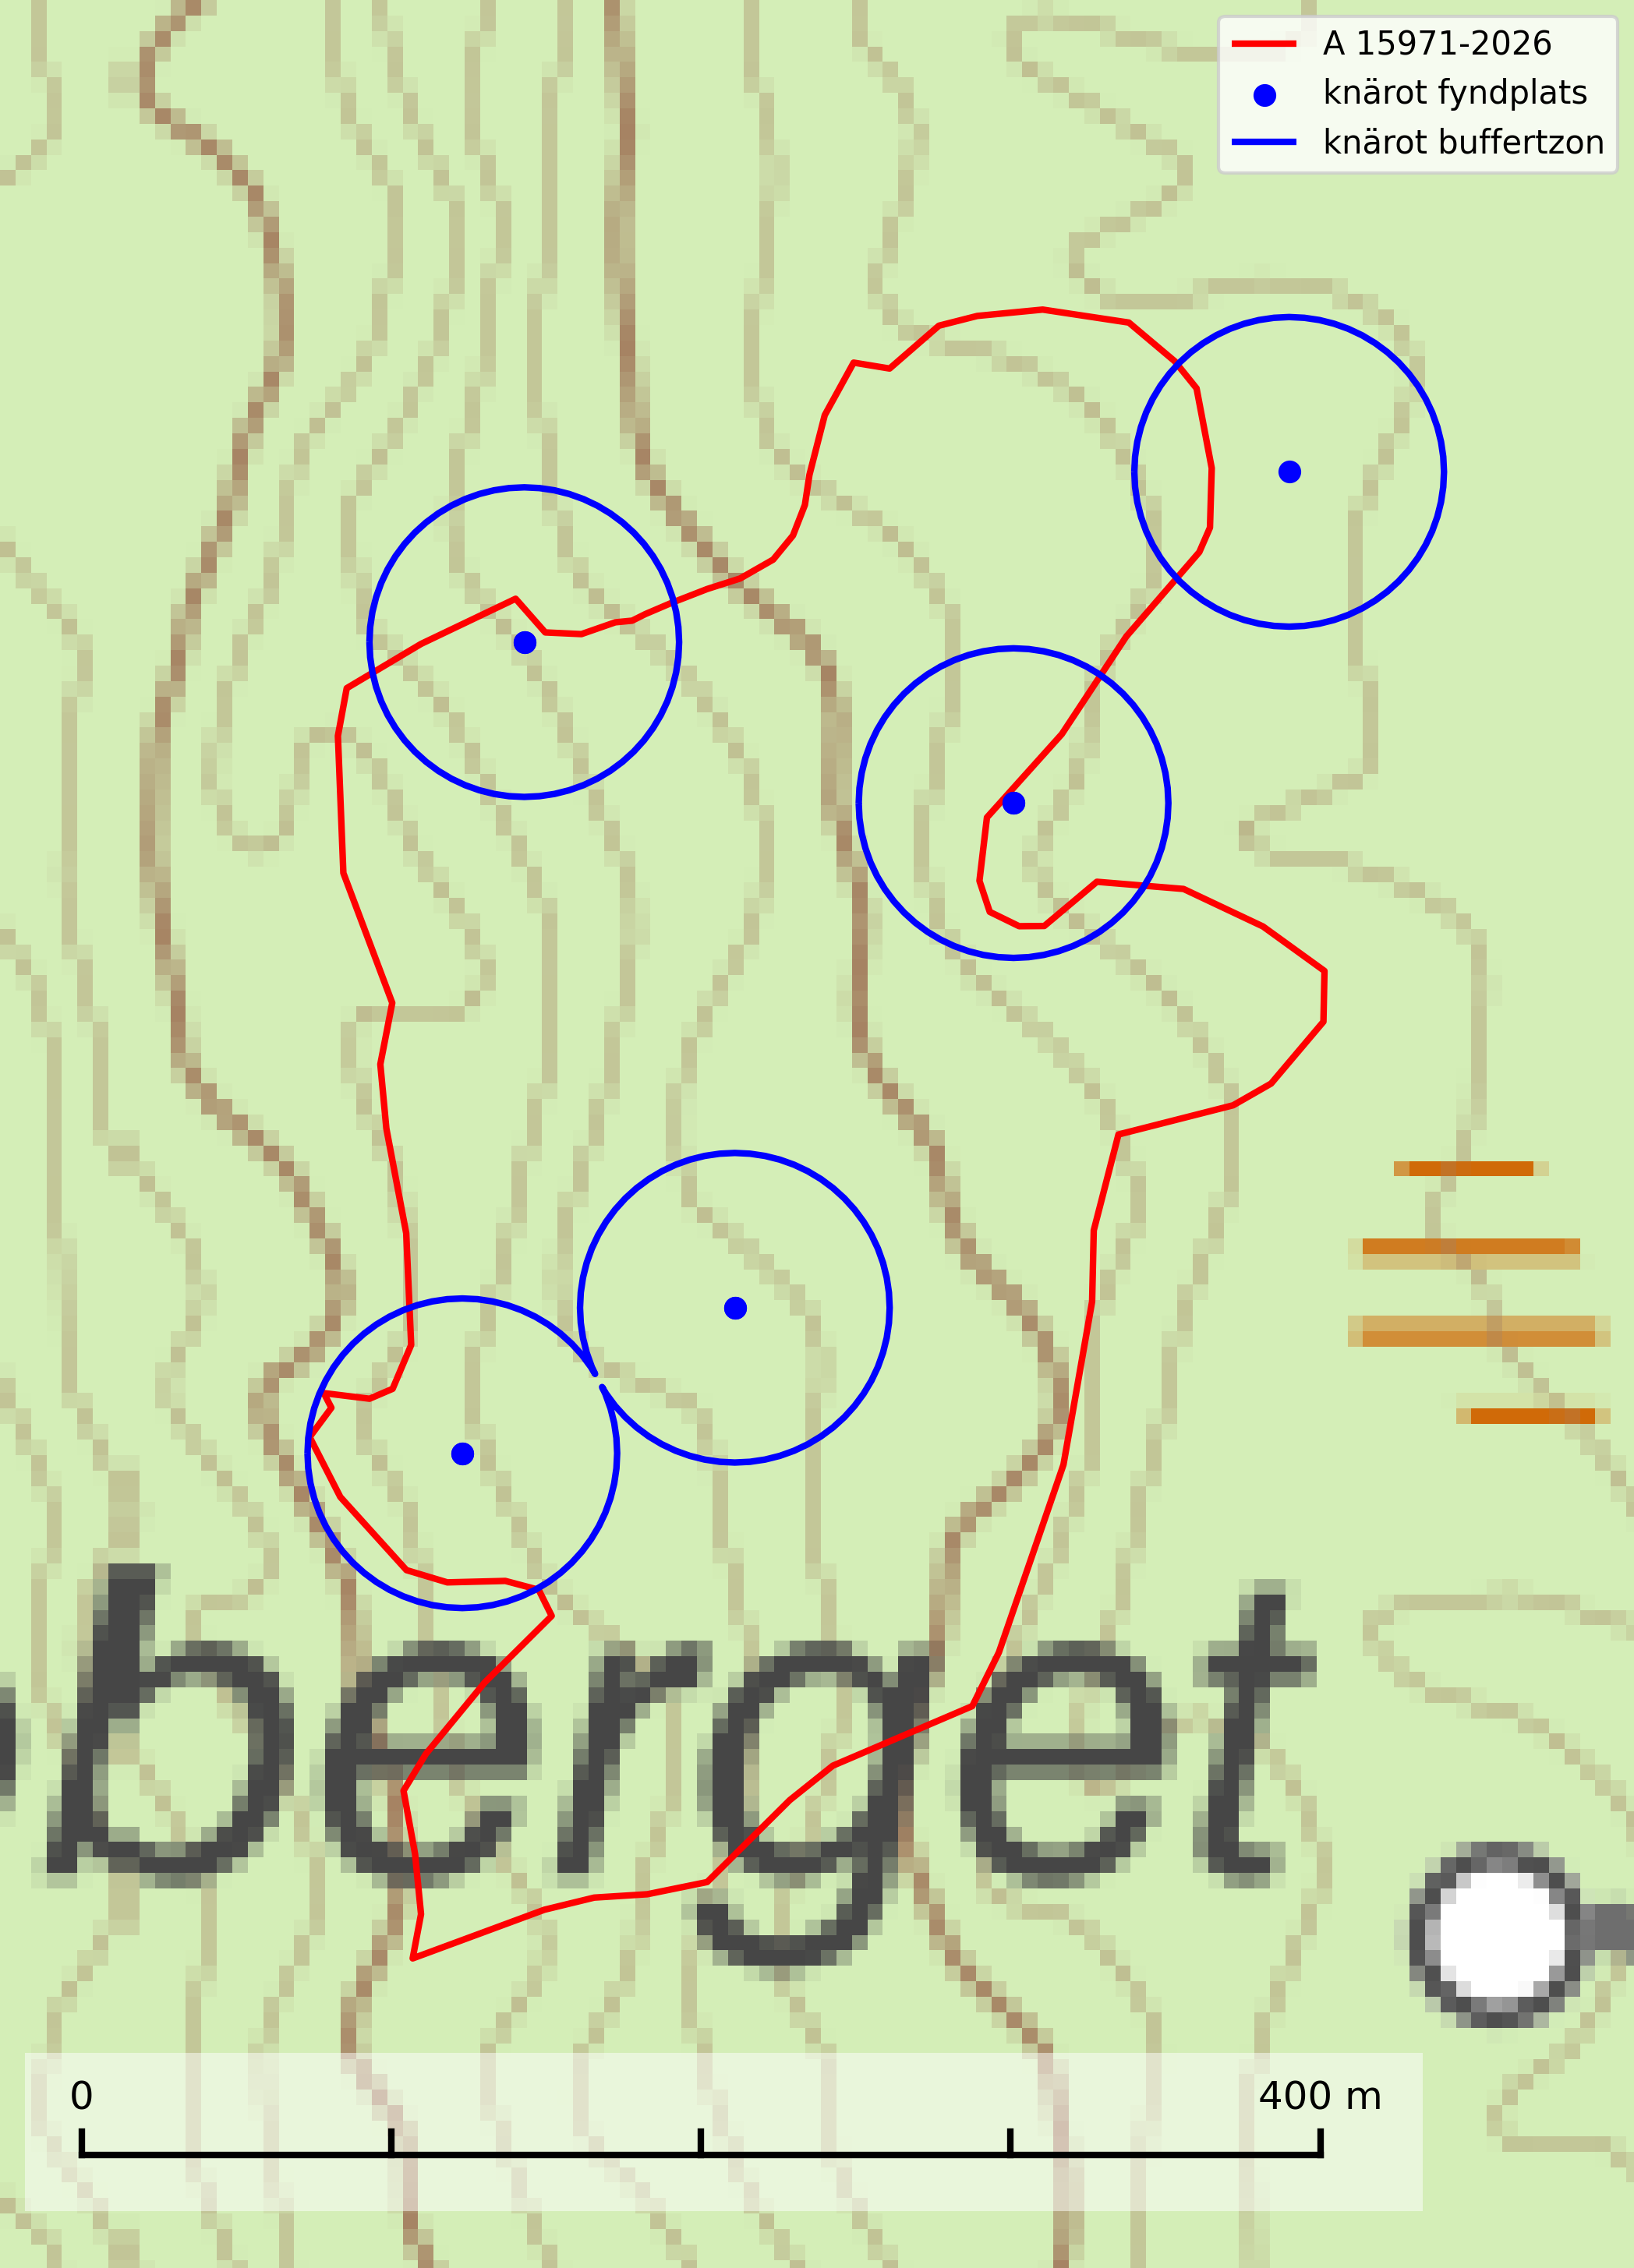 A 15971-2026
knärot fyndplats
knärot buffertzon
berget
0 400 m